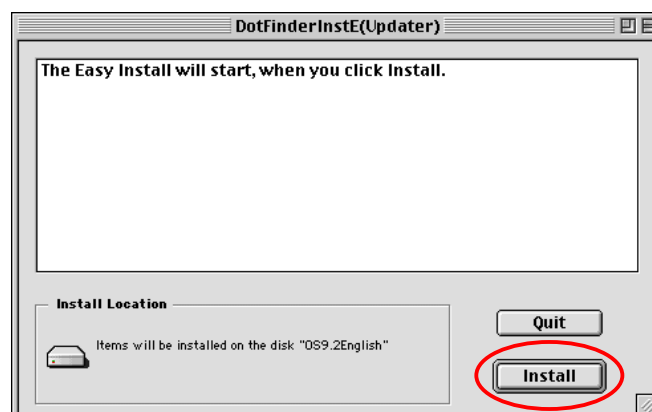 DotFinderInstE(Updater)
The Easy Install will start, when you click Install.
Install Location
Items will be installed on the disk "OS9.2English"
Quit
Install